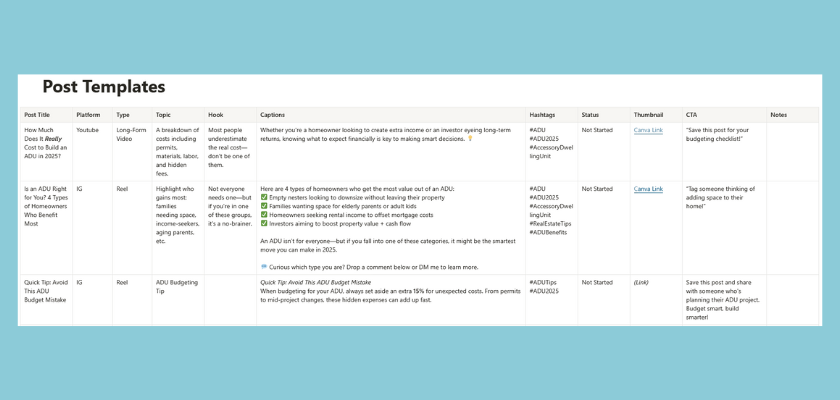 Post Templates
Post Title Platform Type Topic Hook Captions Hashtags Status Thumbnail CTA Notes
How Much
Does It Really
Cost to Build an
ADU in 2025?
Youtube
Long-Form
Video
A breakdown of
costs including
permits,
materials, labor,
and hidden
fees.
Most people
underestimate
the real cost—
don't be one of
them.
Whether you're a homeowner looking to create extra income or an investor eyeing long-term
returns, knowing what to expect financially is key to making smart decisions. 💡
#ADU
#ADU2025
#AccessoryDwel
lingUnit
Not Started
Canva Link
"Save this post for your
budgeting checklist!"
Is an ADU Right
for You? 4 Types
of Homeowners
Who Benefit
Most
IG
Reel
Highlight who
gains most:
families
needing space,
income-seekers,
aging parents,
etc.
Not everyone
needs one—but
if you're in one
of these groups,
it's a no-brainer.
Here are 4 types of homeowners who get the most value out of an ADU:
✅ Empty nesters looking to downsize without leaving their property
✅ Families wanting space for elderly parents or adult kids
✅ Homeowners seeking rental income to offset mortgage costs
✅ Investors aiming to boost property value + cash flow
An ADU isn't for everyone—but if you fall into one of these categories, it might be the smartest
move you can make in 2025.
💬 Curious which type you are? Drop a comment below or DM me to learn more.
#ADU
#ADU2025
#AccessoryDwel
lingUnit
#RealEstateTips
#ADUBenefits
Not Started
Canva Link
"Tag someone thinking of
adding space to their
home!"
Quick Tip: Avoid
This ADU
Budget Mistake
IG
Reel
ADU Budgeting
Tip
Quick Tip: Avoid This ADU Budget Mistake
When budgeting for your ADU, always set aside an extra 15% for unexpected costs. From permits
to mid-project changes, these hidden expenses can add up fast.
#ADUTips
#ADU2025
Not Started
(Link)
Save this post and share
with someone who's
planning their ADU project.
Budget smart, build
smarter!